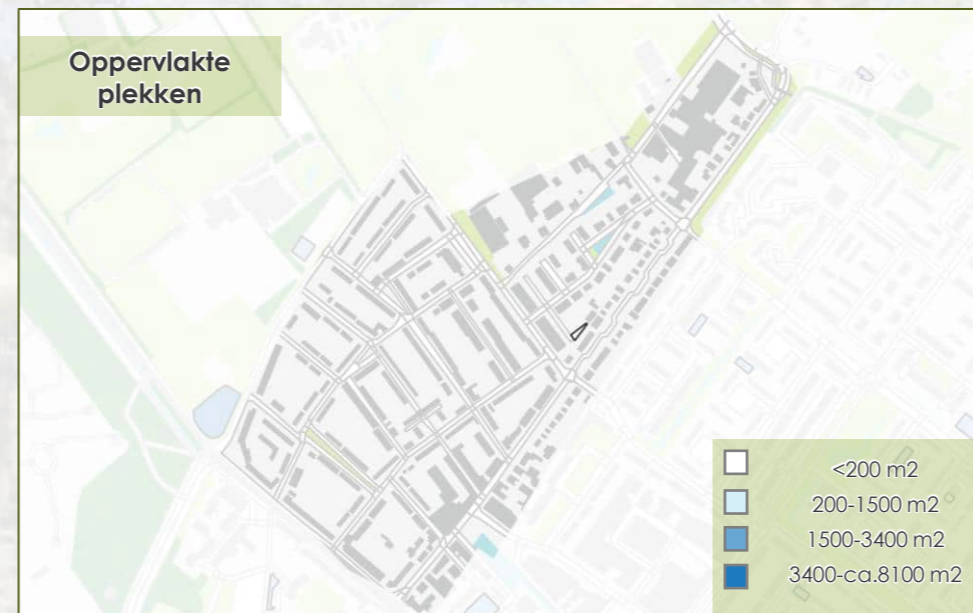 Oppervlakte
plekken
<200 m2
200-1500 m2
1500-3400 m2
3400-ca.8100 m2